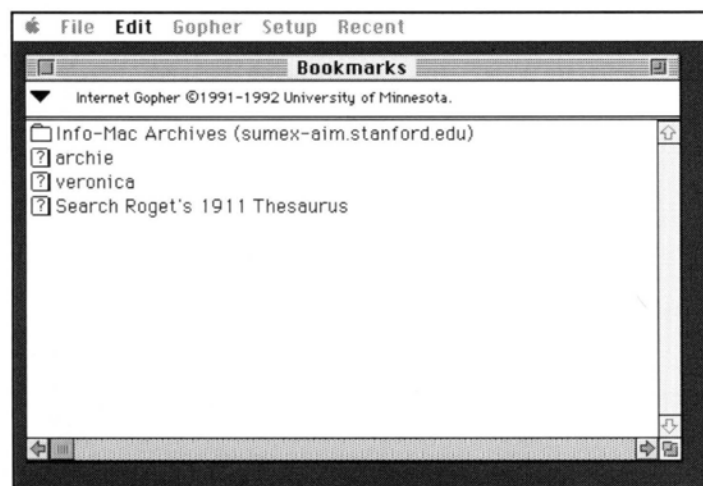 File Edit Gopher Setup Recent
Bookmarks
Internet Gopher ©1991-1992 University of Minnesota.
Info-Mac Archives (sumex-aim.stanford.edu)
? archie
? veronica
? Search Roget's 1911 Thesaurus